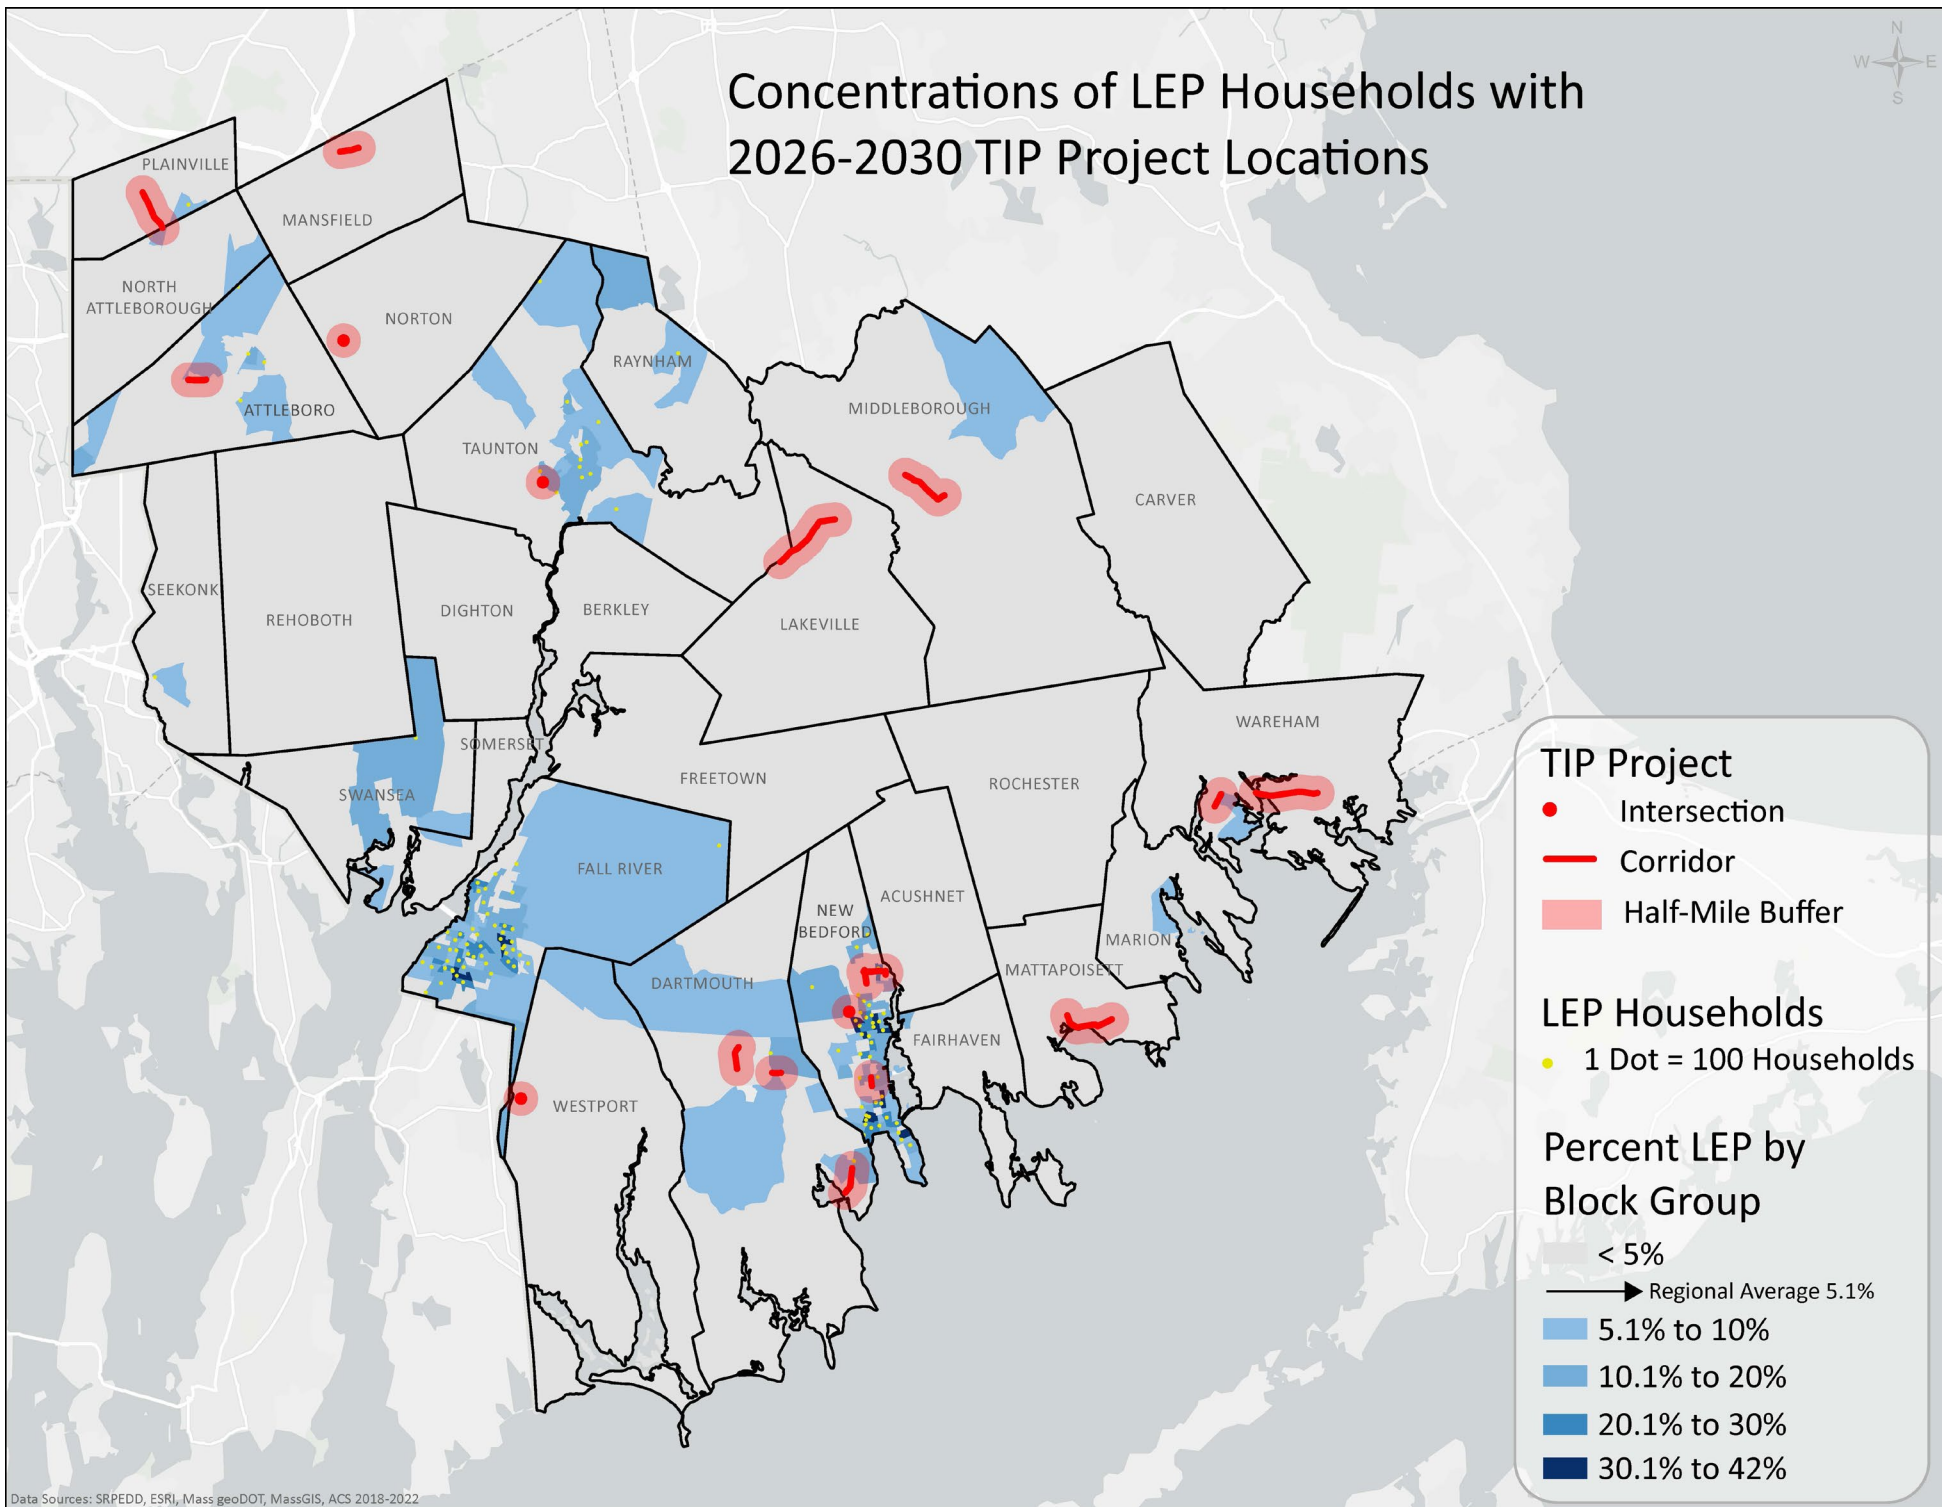 Concentrations of LEP Households with
2026-2030 TIP Project Locations
N
W
E
S
PLAINVILLE
MANSFIELD
NORTH
ATTLEBOROUGH
NORTON
RAYNHAM
ATTLEBORO
MIDDLEBOROUGH
TAUNTON
CARVER
SEEKONK
REHOBOTH
DIGHTON
BERKLEY
LAKEVILLE
WAREHAM
SOMERSET
FREETOWN
ROCHESTER
SWANSEA
FALL RIVER
ACUSHNET
NEW
BEDFORD
MARION
MATTAPOISETT
DARTMOUTH
FAIRHAVEN
WESTPORT
TIP Project
Intersection
Corridor
Half-Mile Buffer
LEP Households
1 Dot = 100 Households
Percent LEP by
Block Group
< 5%
Regional Average 5.1%
5.1% to 10%
10.1% to 20%
20.1% to 30%
30.1% to 42%
Data Sources: SRPEDD, ESRI, Mass geoDOT, MassGIS, ACS 2018-2022